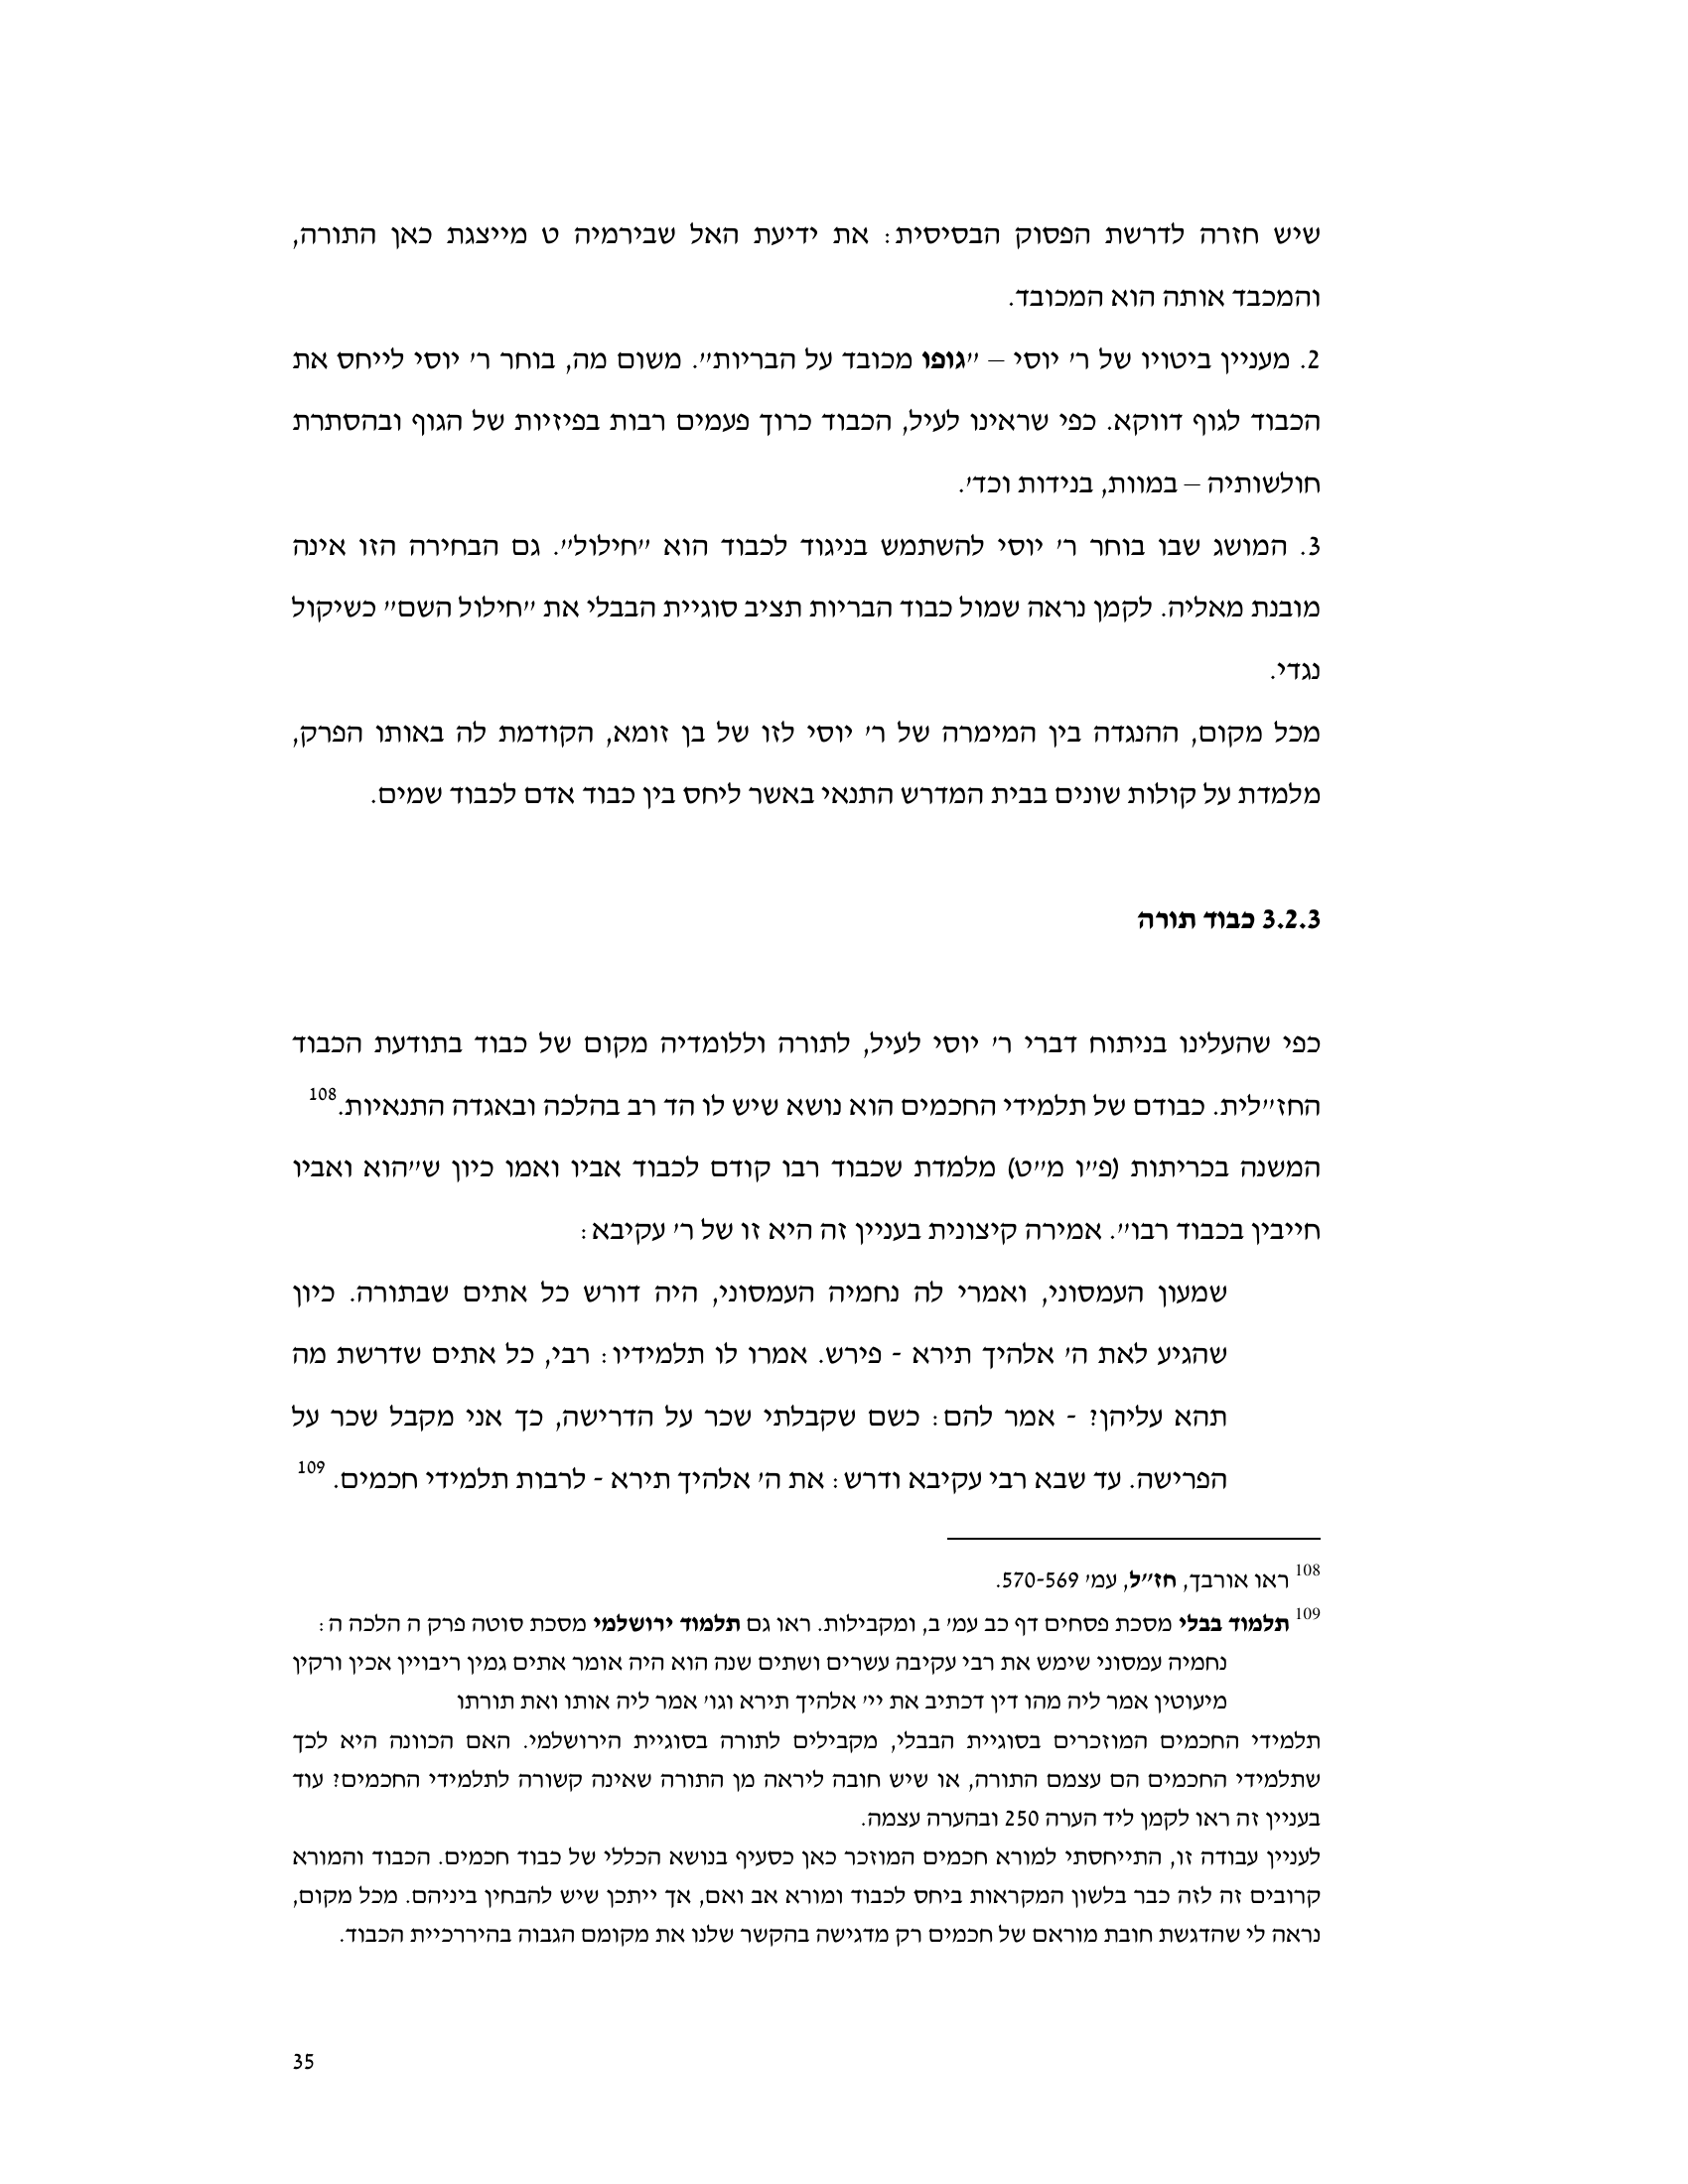 שיש חזרה לדרשת הפסוק הבסיסית: את ידיעת האל שבירמיה ט מייצגת כאן התורה,
והמכבד אותה הוא המכובד.
2. מעניין ביטויו של ר' יוסי – "גופו מכובד על הבריות". משום מה, בוחר ר' יוסי לייחס את
הכבוד לגוף דווקא. כפי שראינו לעיל, הכבוד כרוך פעמים רבות בפיזיות של הגוף ובהסתרת
חולשותיה – במוות, בנידות וכד'.
3. המושג שבו בוחר ר' יוסי להשתמש בניגוד לכבוד הוא "חילול". גם הבחירה הזו אינה
מובנת מאליה. לקמן נראה שמול כבוד הבריות תציב סוגיית הבבלי את "חילול השם" כשיקול
נגדי.
מכל מקום, ההנגדה בין המימרה של ר' יוסי לזו של בן זומא, הקודמת לה באותו הפרק,
מלמדת על קולות שונים בבית המדרש התנאי באשר ליחס בין כבוד אדם לכבוד שמים.
3.2.3 כבוד תורה
כפי שהעלינו בניתוח דברי ר' יוסי לעיל, לתורה וללומדיה מקום של כבוד בתודעת הכבוד
החז"לית. כבודם של תלמידי החכמים הוא נושא שיש לו הד רב בהלכה ובאגדה התנאיות.108
המשנה בכריתות (פ"ו מ"ט) מלמדת שכבוד רבו קודם לכבוד אביו ואמו כיון ש"הוא ואביו
חייבין בכבוד רבו". אמירה קיצונית בעניין זה היא זו של ר' עקיבא:
שמעון העמסוני, ואמרי לה נחמיה העמסוני, היה דורש כל אתים שבתורה. כיון
שהגיע לאת ה' אלהיך תירא - פירש. אמרו לו תלמידיו: רבי, כל אתים שדרשת מה
תהא עליהן? - אמר להם: כשם שקבלתי שכר על הדרישה, כך אני מקבל שכר על
הפרישה. עד שבא רבי עקיבא ודרש: את ה' אלהיך תירא - לרבות תלמידי חכמים. 109
108 ראו אורבך, חז"ל, עמ' 570-569.
109 תלמוד בבלי מסכת פסחים דף כב עמ' ב, ומקבילות. ראו גם תלמוד ירושלמי מסכת סוטה פרק ה הלכה ה:
נחמיה עמסוני שימש את רבי עקיבה עשרים ושתים שנה הוא היה אומר אתים גמין ריבויין אכין ורקין
מיעוטין אמר ליה מהו דין דכתיב את יי' אלהיך תירא וגו' אמר ליה אותו ואת תורתו
תלמידי החכמים המוזכרים בסוגיית הבבלי, מקבילים לתורה בסוגיית הירושלמי. האם הכוונה היא לכך
שתלמידי החכמים הם עצמם התורה, או שיש חובה ליראה מן התורה שאינה קשורה לתלמידי החכמים? עוד
בעניין זה ראו לקמן ליד הערה 250 ובהערה עצמה.
לעניין עבודה זו, התייחסתי למורא חכמים המוזכר כאן כסעיף בנושא הכללי של כבוד חכמים. הכבוד והמורא
קרובים זה לזה כבר בלשון המקראות ביחס לכבוד ומורא אב ואם, אך ייתכן שיש להבחין ביניהם. מכל מקום,
נראה לי שהדגשת חובת מוראם של חכמים רק מדגישה בהקשר שלנו את מקומם הגבוה בהיררכיית הכבוד.
35